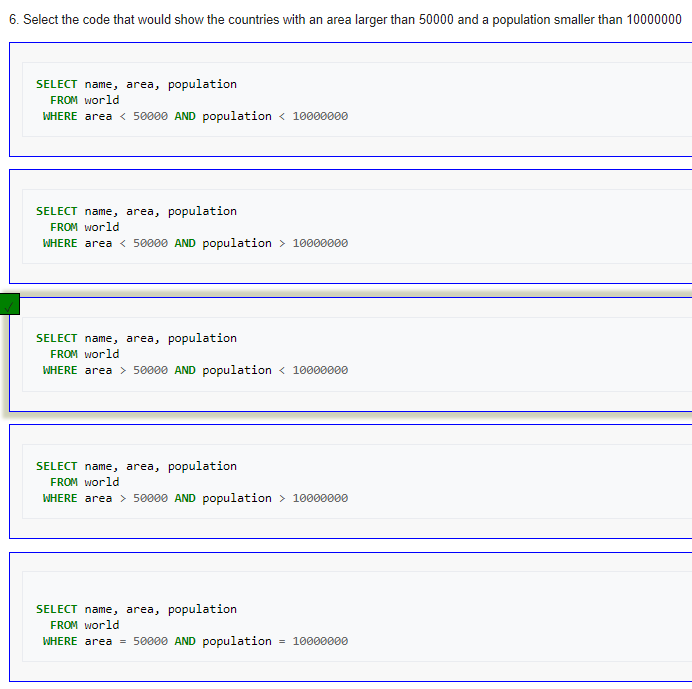 6. Select the code that would show the countries with an area larger than 50000 and a population smaller than 10000000
SELECT name, area, population
FROM world
WHERE area < 50000 AND population < 10000000
SELECT name, area, population
FROM world
WHERE area < 50000 AND population > 10000000
SELECT name, area, population
FROM world
WHERE area > 50000 AND population < 10000000
SELECT name, area, population
FROM world
WHERE area > 50000 AND population > 10000000
SELECT name, area, population
FROM world
WHERE area = 50000 AND population = 10000000